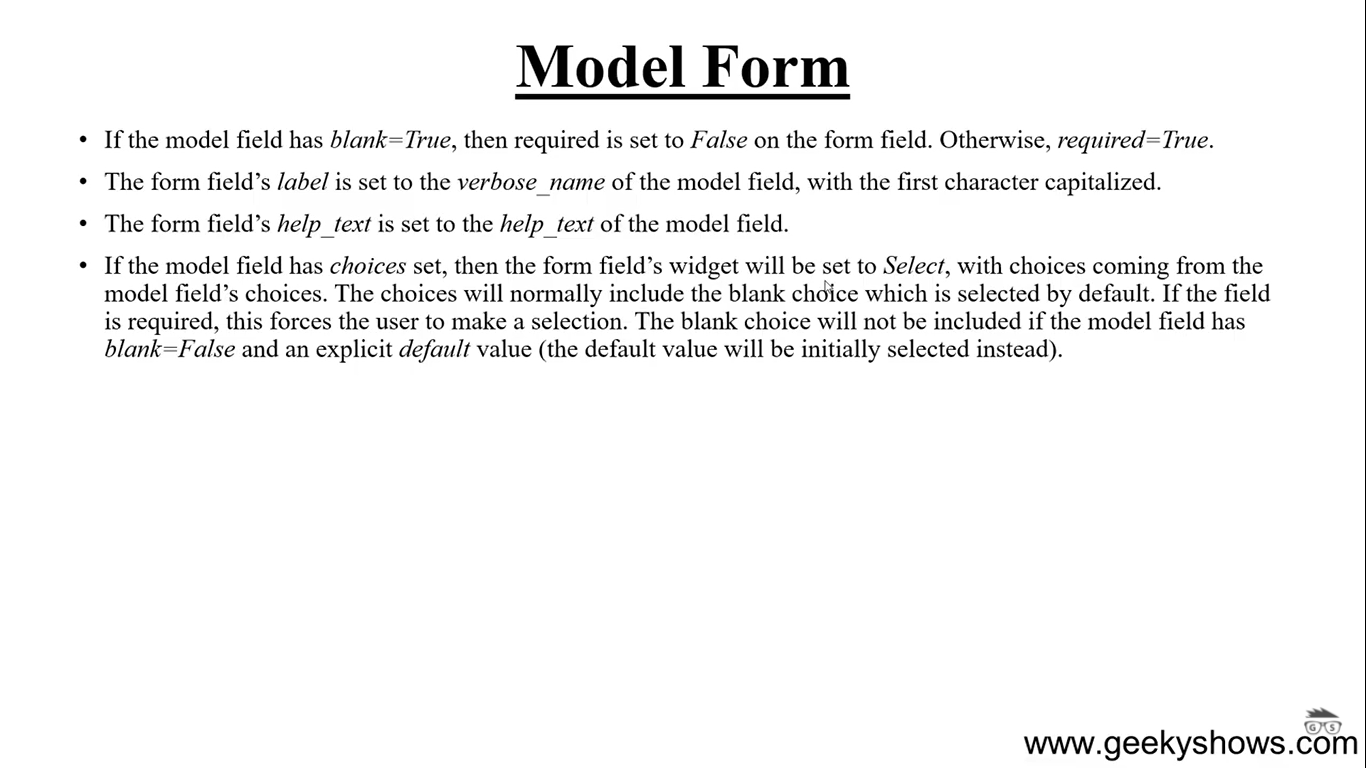 Model Form
• If the model field has blank=True, then required is set to False on the form field. Otherwise, required=True.
• The form field’s label is set to the verbose_name of the model field, with the first character capitalized.
• The form field’s help_text is set to the help_text of the model field.
• If the model field has choices set, then the form field’s widget will be set to Select, with choices coming from the
model field’s choices. The choices will normally include the blank choice which is selected by default. If the field
is required, this forces the user to make a selection. The blank choice will not be included if the model field has
blank=False and an explicit default value (the default value will be initially selected instead).
G S
www.geekyshows.com